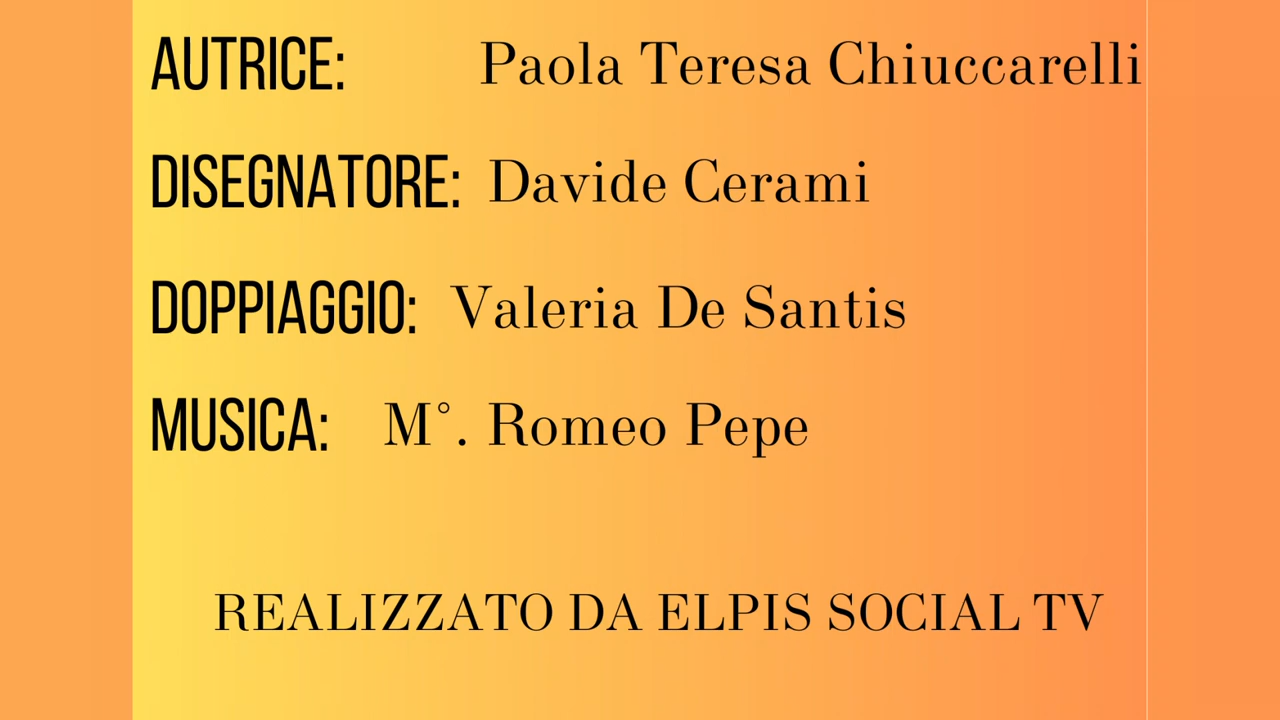 AUTRICE: Paola Teresa Chiuccarelli
DISEGNATORE: Davide Cerami
DOPPIAGGIO: Valeria De Santis
MUSICA: M°. Romeo Pepe
REALIZZATO DA ELPIS SOCIAL TV